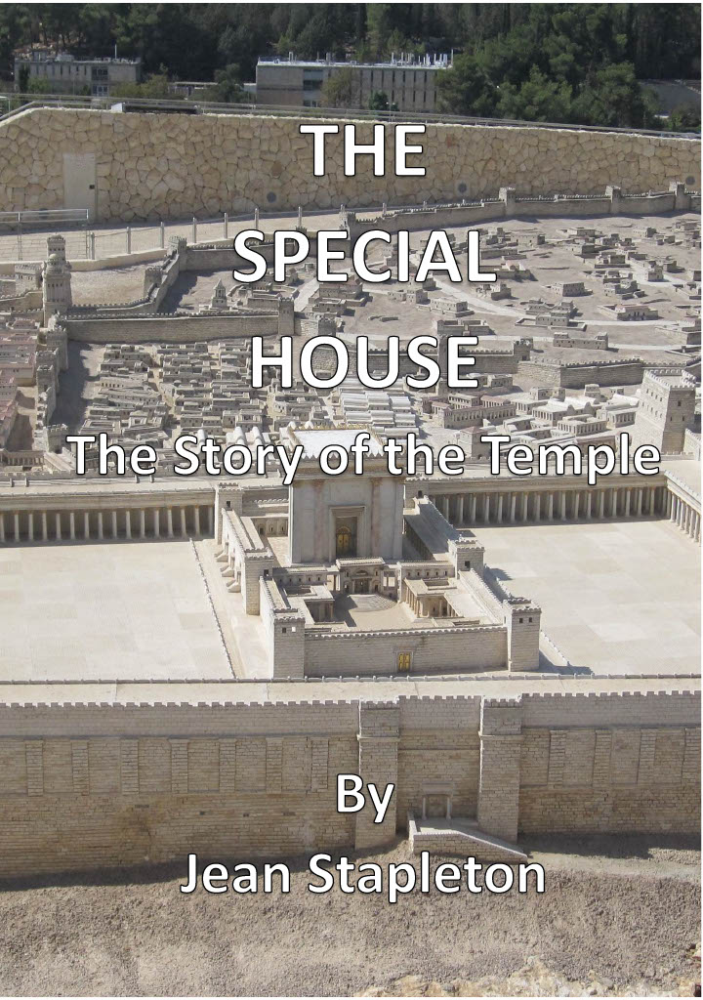 THE
SPECIAL
HOUSE
The Story of the Temple
By
Jean Stapleton